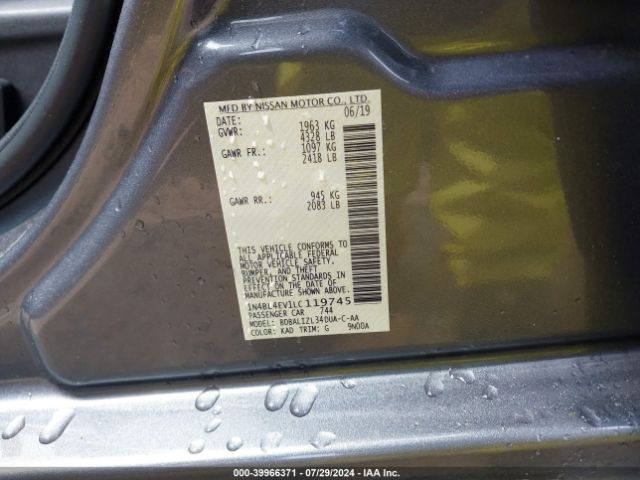 MFD BY NISSAN MOTOR CO., LTD.
DATE: 06/19
GVWR: 1963 KG
4328 LB
GAWR FR.: 1097 KG
2418 LB
GAWR RR.: 945 KG
2083 LB
THIS VEHICLE CONFORMS TO
ALL APPLICABLE FEDERAL
MOTOR VEHICLE SAFETY,
BUMPER, AND THEFT
PREVENTION STANDARDS IN
EFFECT ON THE DATE OF
MANUFACTURE SHOWN ABOVE.
1N4BL4EV1LC119745
PASSENGER CAR 744
MODEL: BDBALIZL34DUA-C-AA
COLOR: KAD TRIM: G 9N00A
000-39966371 - 07/29/2024 - IAA Inc.